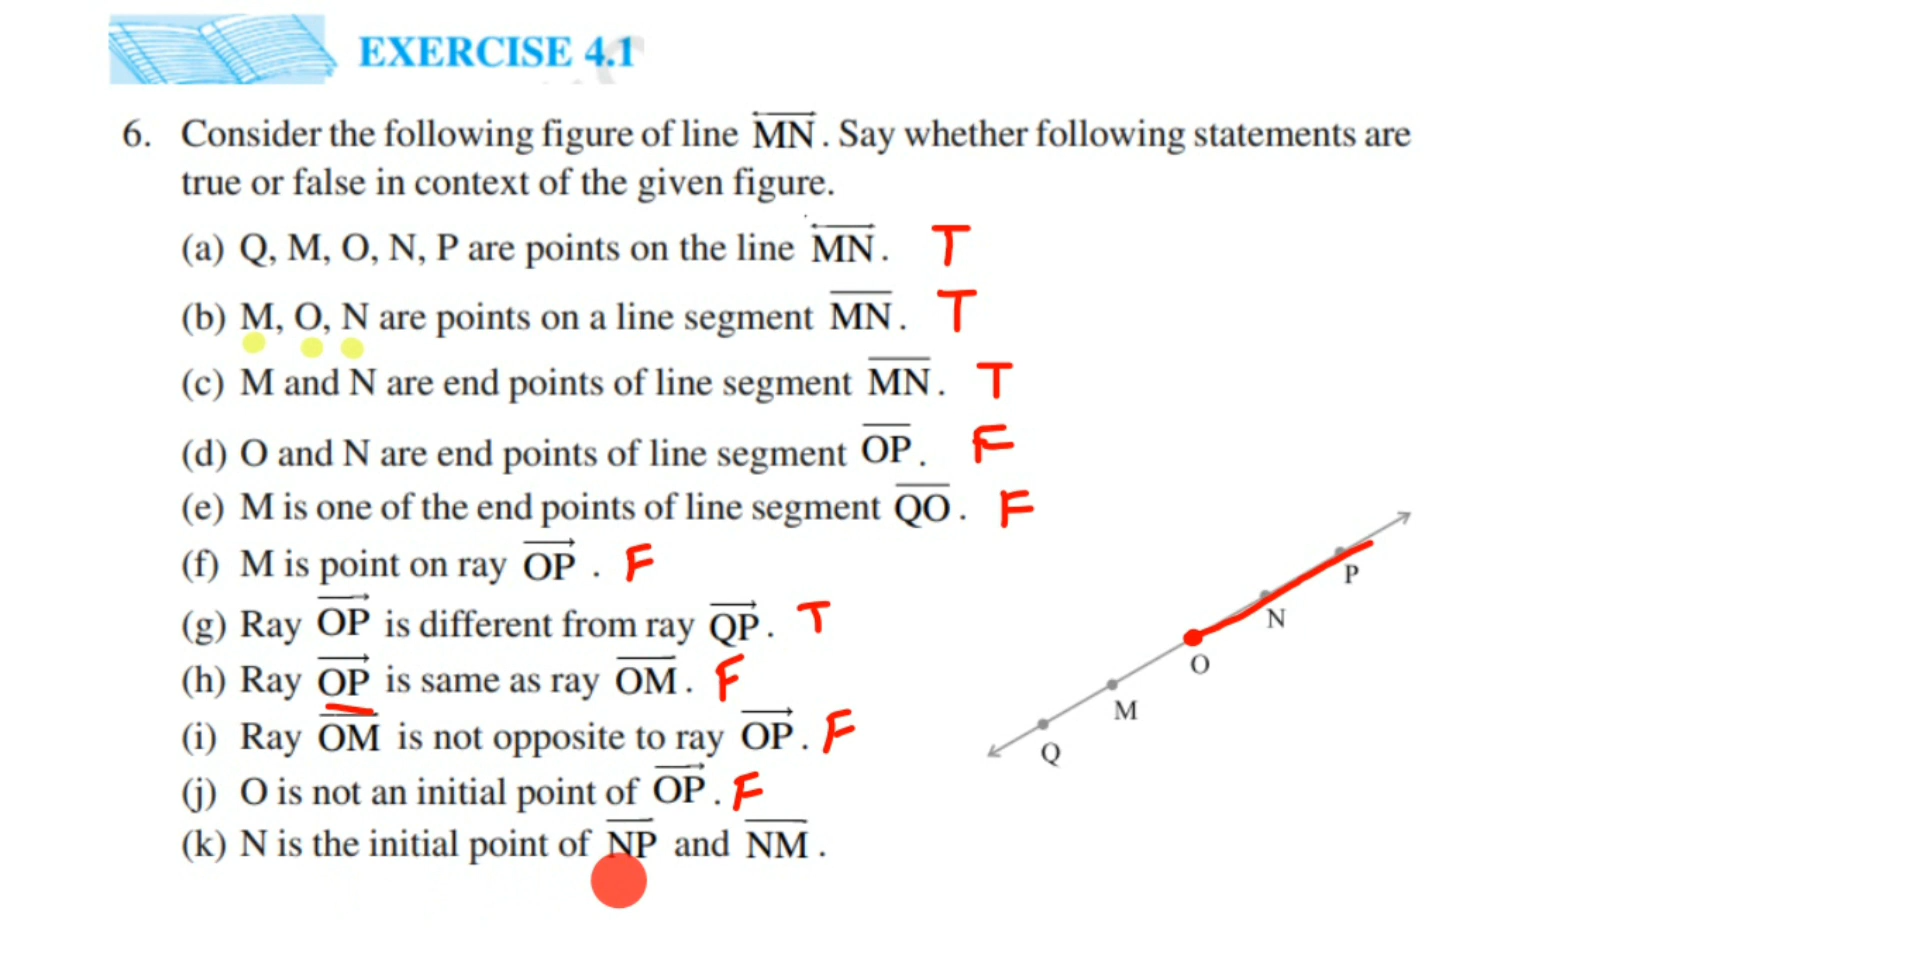 EXERCISE 4.1
6. Consider the following figure of line MN. Say whether following statements are
true or false in context of the given figure.
(a) Q, M, O, N, P are points on the line MN. T
(b) M, O, N are points on a line segment MN. T
(c) M and N are end points of line segment MN. T
(d) O and N are end points of line segment OP. F
(e) M is one of the end points of line segment QO. F
(f) M is point on ray OP. F
(g) Ray OP is different from ray QP. T
(h) Ray OP is same as ray OM. F
(i) Ray OM is not opposite to ray OP. F
(j) O is not an initial point of OP. F
(k) N is the initial point of NP and NM.
P
N
O
M
Q